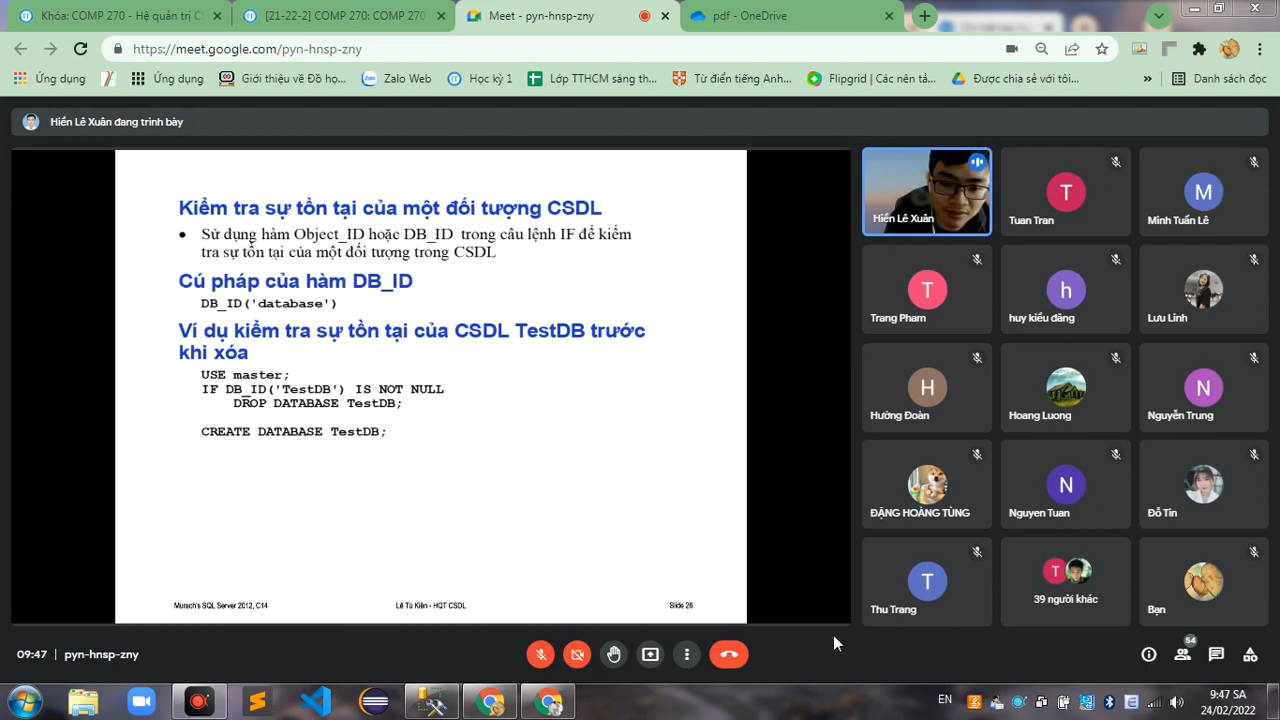 Khóa: COMP 270 - Hệ quản trị C
[21-22-2] COMP 270: COMP 270
Meet - pyn-hnsp-zny
pdf - OneDrive
https://meet.google.com/pyn-hnsp-zny
Ứng dụng
Ứng dụng
Giới thiệu về Đồ họ...
Zalo Web
Học kỳ 1
Lớp TTHCM sáng th...
Từ điển tiếng Anh...
Flipgrid | Các nên tả...
Được chia sẻ với tôi...
»
Danh sách đọc
Hiển Lê Xuân đang trình bày
Kiểm tra sự tồn tại của một đối tượng CSDL
• Sử dụng hàm Object_ID hoặc DB_ID trong câu lệnh IF để kiểm
tra sự tồn tại của một đối tượng trong CSDL
Cú pháp của hàm DB_ID
DB_ID('database')
Ví dụ kiểm tra sự tồn tại của CSDL TestDB trước
khi xóa
USE master;
IF DB_ID('TestDB') IS NOT NULL
DROP DATABASE TestDB;
CREATE DATABASE TestDB;
Murach's SQL Server 2012, C14
Lê Tú Kiên - HQT CSDL
Slide 26
Hiển Lê Xuân
T
Tuan Tran
M
Minh Tuấn Lê
T
Trang Pham
h
huy kiều đăng
Lưu Linh
H
Hường Đoàn
Hoang Luong
N
Nguyễn Trung
ĐẶNG HOÀNG TÙNG
N
Nguyen Tuan
Đỗ Tín
T
Thu Trang
T
39 người khác
Bạn
09:47
pyn-hnsp-zny
54
EN
9:47 SA
24/02/2022